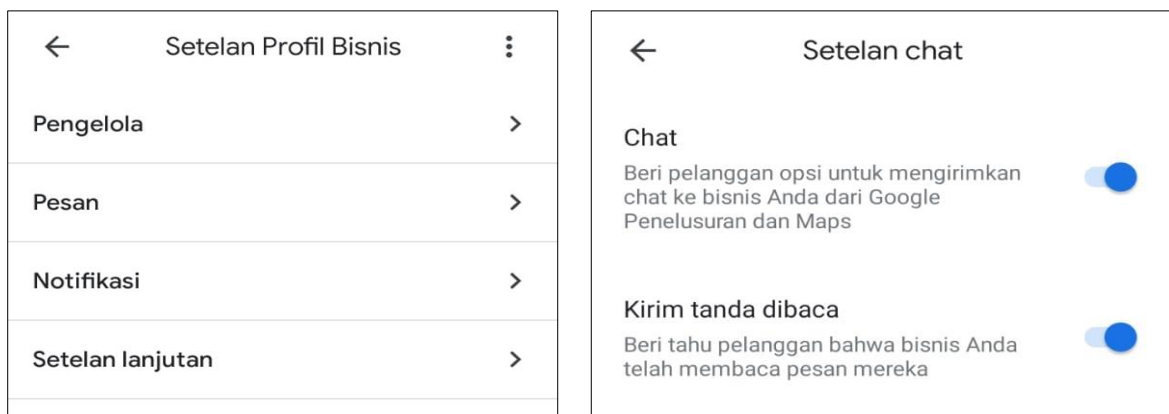 Setelan Profil Bisnis
Pengelola
Pesan
Notifikasi
Setelan lanjutan
Setelan chat
Chat
Beri pelanggan opsi untuk mengirimkan
chat ke bisnis Anda dari Google
Penelusuran dan Maps
Kirim tanda dibaca
Beri tahu pelanggan bahwa bisnis Anda
telah membaca pesan mereka